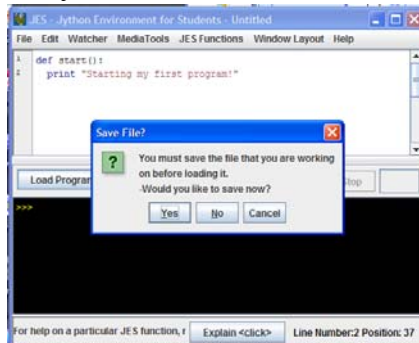 JES - Jython Environment for Students - Untitled
File Edit Watcher MediaTools JES Functions Window Layout Help
1 def start():
2 print "Starting my first program!"
Save File?
You must save the file that you are working
on before loading it.
-Would you like to save now?
Yes No Cancel
Load Program
Stop
>>>
For help on a particular JES function, r
Explain <click>
Line Number:2 Position: 37